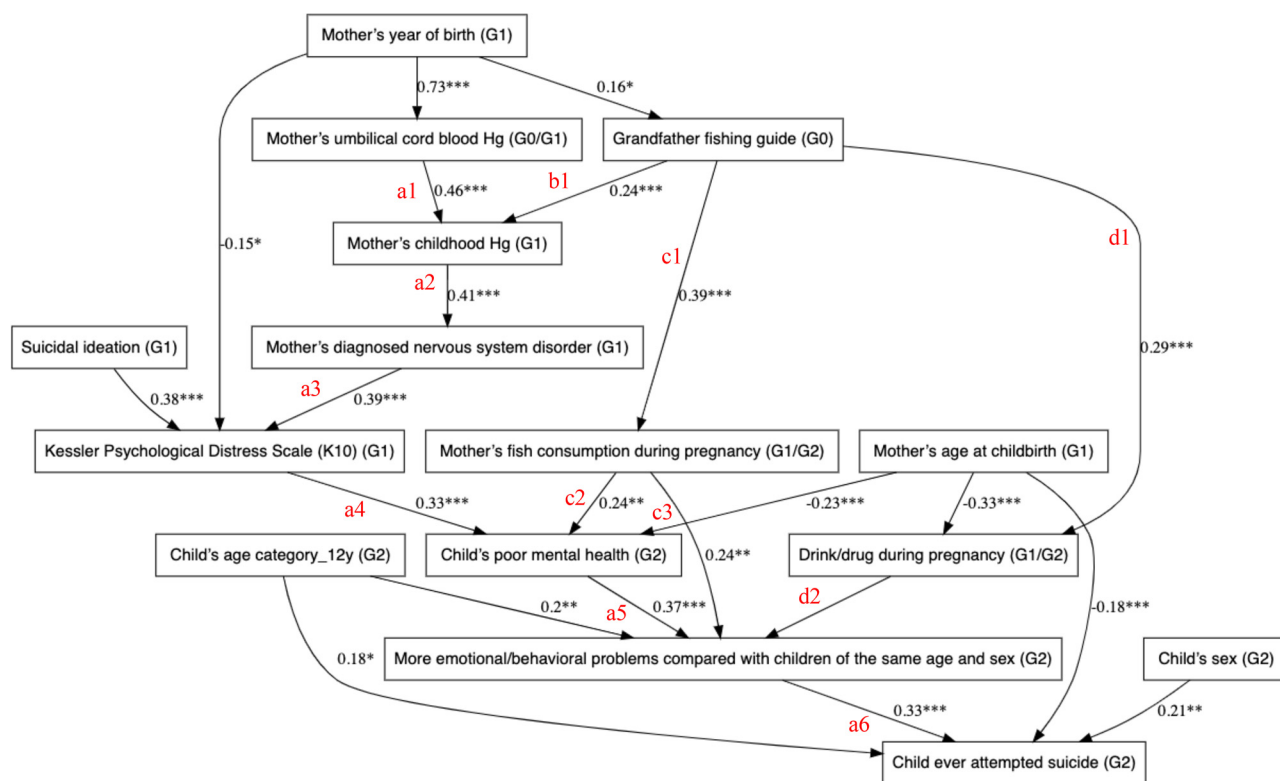 Mother's year of birth (G1)
0.73***
0.16*
Mother's umbilical cord blood Hg (G0/G1)
Grandfather fishing guide (G0)
a1
0.46***
b1
0.24***
d1
-0.15*
Mother's childhood Hg (G1)
c1
a2
0.41***
0.39***
Suicidal ideation (G1)
Mother's diagnosed nervous system disorder (G1)
0.29***
0.38***
a3
0.39***
Kessler Psychological Distress Scale (K10) (G1)
Mother's fish consumption during pregnancy (G1/G2)
Mother's age at childbirth (G1)
a4
0.33***
c2
0.24**
c3
-0.23***
-0.33***
Child's age category_12y (G2)
Child's poor mental health (G2)
0.24**
Drink/drug during pregnancy (G1/G2)
0.2**
a5
0.37***
d2
-0.18***
0.18*
More emotional/behavioral problems compared with children of the same age and sex (G2)
Child's sex (G2)
a6
0.33***
0.21**
Child ever attempted suicide (G2)